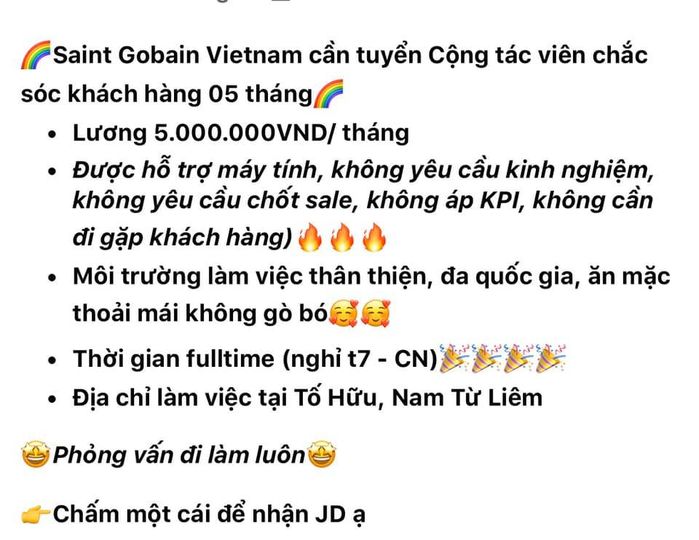 🌈Saint Gobain Vietnam cần tuyển Cộng tác viên chắc
sóc khách hàng 05 tháng🌈
• Lương 5.000.000VND/ tháng
• Được hỗ trợ máy tính, không yêu cầu kinh nghiệm,
không yêu cầu chốt sale, không áp KPI, không cần
đi gặp khách hàng)🔥🔥🔥
• Môi trường làm việc thân thiện, đa quốc gia, ăn mặc
thoải mái không gò bó🥰🥰
• Thời gian fulltime (nghỉ t7 - CN)🎉🎉🎉🎉
• Địa chỉ làm việc tại Tố Hữu, Nam Từ Liêm
🤩Phỏng vấn đi làm luôn🤩
👉Chấm một cái để nhận JD ạ